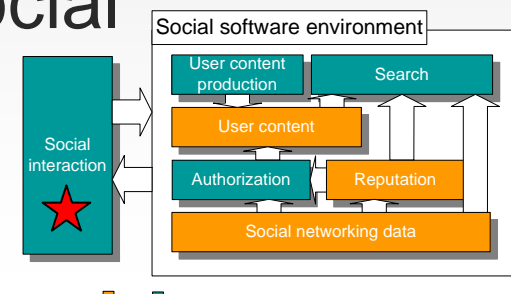 ocial
Social software environment
User content
production
Search
User content
Social
interaction
Authorization
Reputation
Social networking data